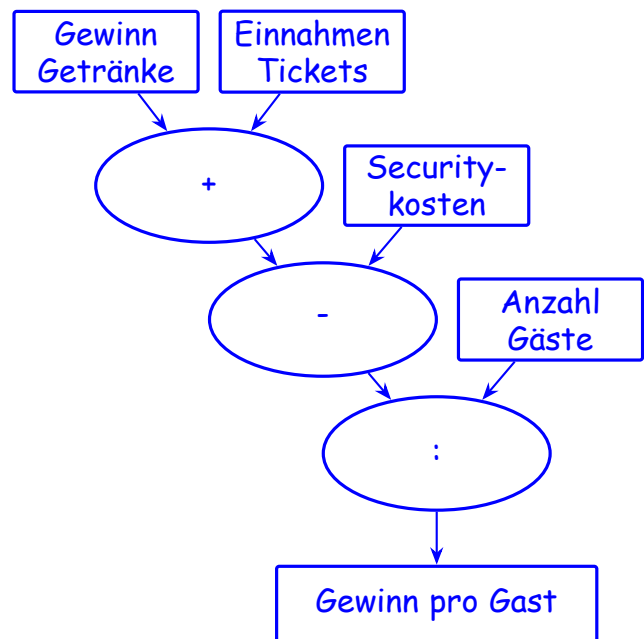 Gewinn
Getränke
Einnahmen
Tickets
+
Security-
kosten
-
Anzahl
Gäste
:
Gewinn pro Gast